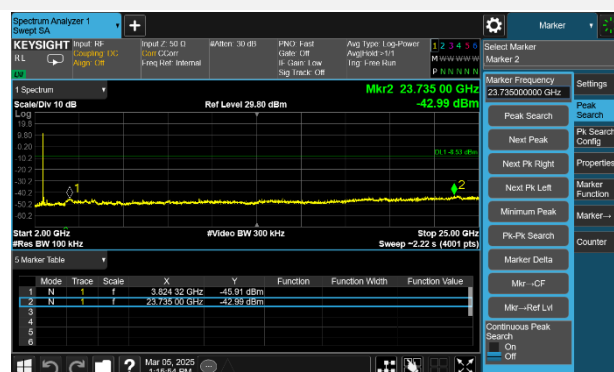 Spectrum Analyzer 1
Swept SA
Marker
KEYSIGHT
RL
Input: RF
Coupling: DC
Align: Off
Input Z: 50 Ω
Corr CCorr
Freq Ref: Internal
#Atten: 30 dB
PNO: Fast
Gate: Off
IF Gain: Low
Sig Track: Off
Avg Type: Log-Power
Avg|Hold:>1/1
Trig: Free Run
1 2 3 4 5 6
M W W W W W
P N N N N N
Select Marker
Marker 2
1 Spectrum
Scale/Div 10 dB
Ref Level 29.80 dBm
Mkr2 23.735 00 GHz
-42.99 dBm
Log
19.8
9.80
0.20
-10.2
-20.2
-30.2
-40.2
-50.2
-60.2
DL1 -8.53 dBm
1
2
Start 2.00 GHz
#Res BW 100 kHz
#Video BW 300 kHz
Stop 25.00 GHz
Sweep ~2.22 s (4001 pts)
5 Marker Table
Mode Trace Scale X Y Function Function Width Function Value
1 N 1 f 3.824 32 GHz -45.91 dBm
2 N 1 f 23.735 00 GHz -42.99 dBm
3
4
5
6
Marker Frequency
23.735000000 GHz
Peak Search
Next Peak
Next Pk Right
Next Pk Left
Minimum Peak
Pk-Pk Search
Marker Delta
Mkr→CF
Mkr→Ref Lvl
Continuous Peak
Search
On
Off
Settings
Peak
Search
Pk Search
Config
Properties
Marker
Function
Marker→
Counter
Mar 05, 2025
1:15:54 PM